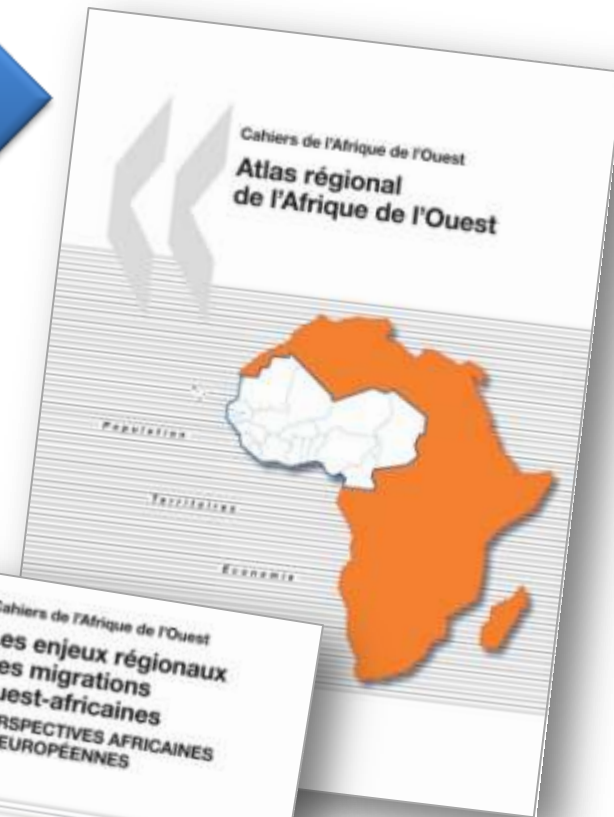 Cahiers de l'Afrique de l'Ouest
Atlas régional
de l'Afrique de l'Ouest
Population
Territoires
Economie
Cahiers de l'Afrique de l'Ouest
es enjeux régionaux
es migrations
uest-africaines
RSPECTIVES AFRICAINES
EUROPÉENNES